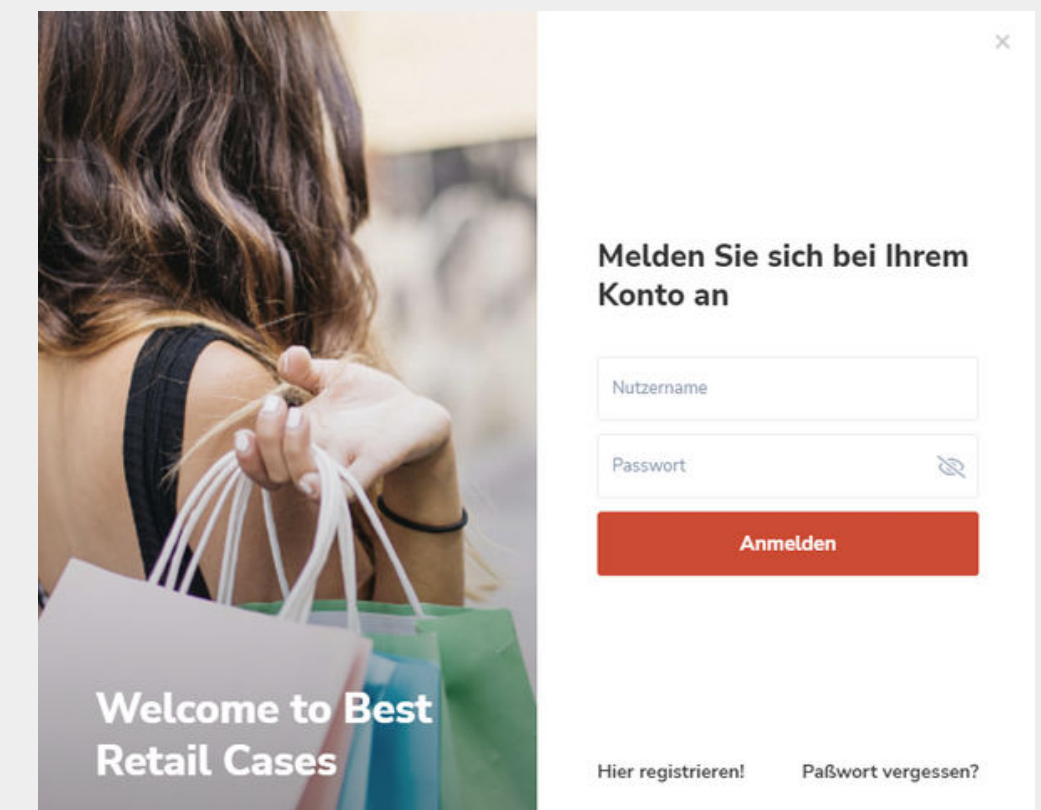 Melden Sie sich bei Ihrem
Konto an
Nutzername
Passwort
Anmelden
Welcome to Best
Retail Cases
Hier registrieren! Paßwort vergessen?